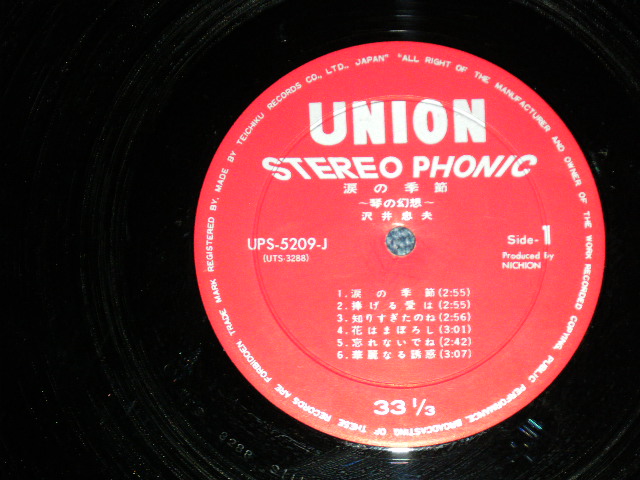 TRADE MARK REGISTERED BY, MADE BY TEICHIKU RECORDS CO., LTD., JAPAN" "ALL RIGHT OF THE MANUFACTURER AND OWNER OF THE WORK RECORDED COPYING, PUBLIC PERFORMANCE, BROADCASTING OF THESE RECORDS ARE FORBIDDEN
UNION
STEREO PHONIC
涙の季節
〜琴の幻想〜
沢井忠夫
UPS-5209-J
(UTS-3288)
Side-1
Produced by
NICHION
1.涙の季節(2:55)
2.捧げる愛は(2:55)
3.知りすぎたのね(2:56)
4.花はまぼろし(3:01)
5.忘れないでね(2:42)
6.華麗なる誘惑(3:07)
33 1/3